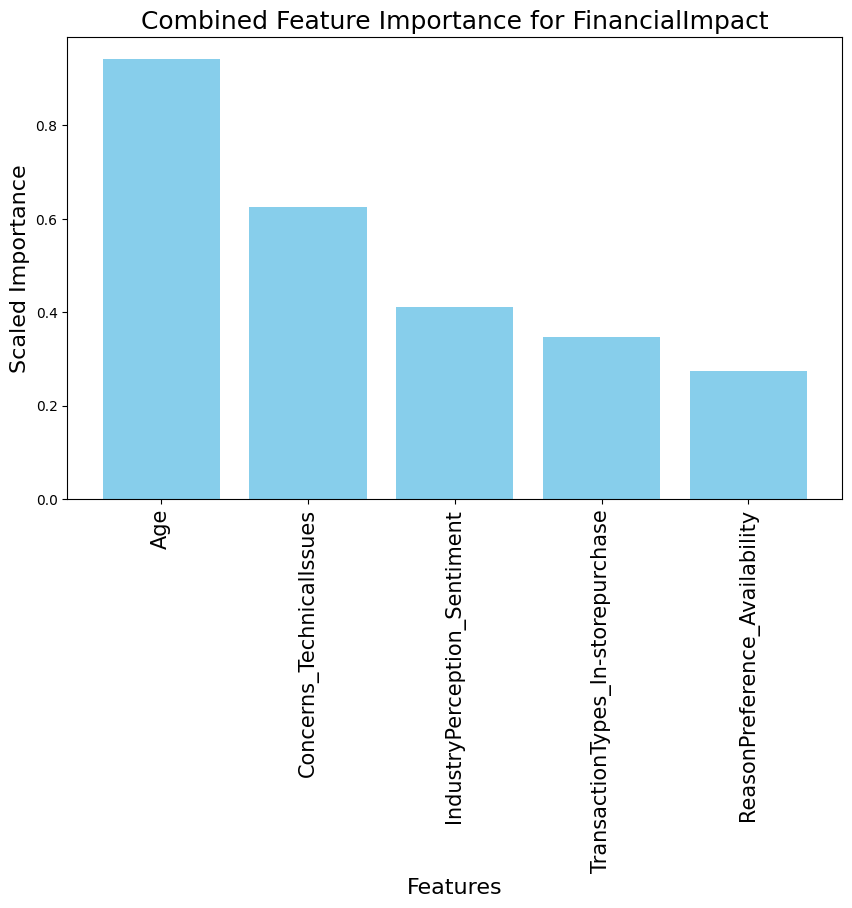 Combined Feature Importance for FinancialImpact
Scaled Importance
0.8
0.6
0.4
0.2
0.0
Age
Concerns_TechnicalIssues
IndustryPerception_Sentiment
TransactionTypes_In-storepurchase
ReasonPreference_Availability
Features